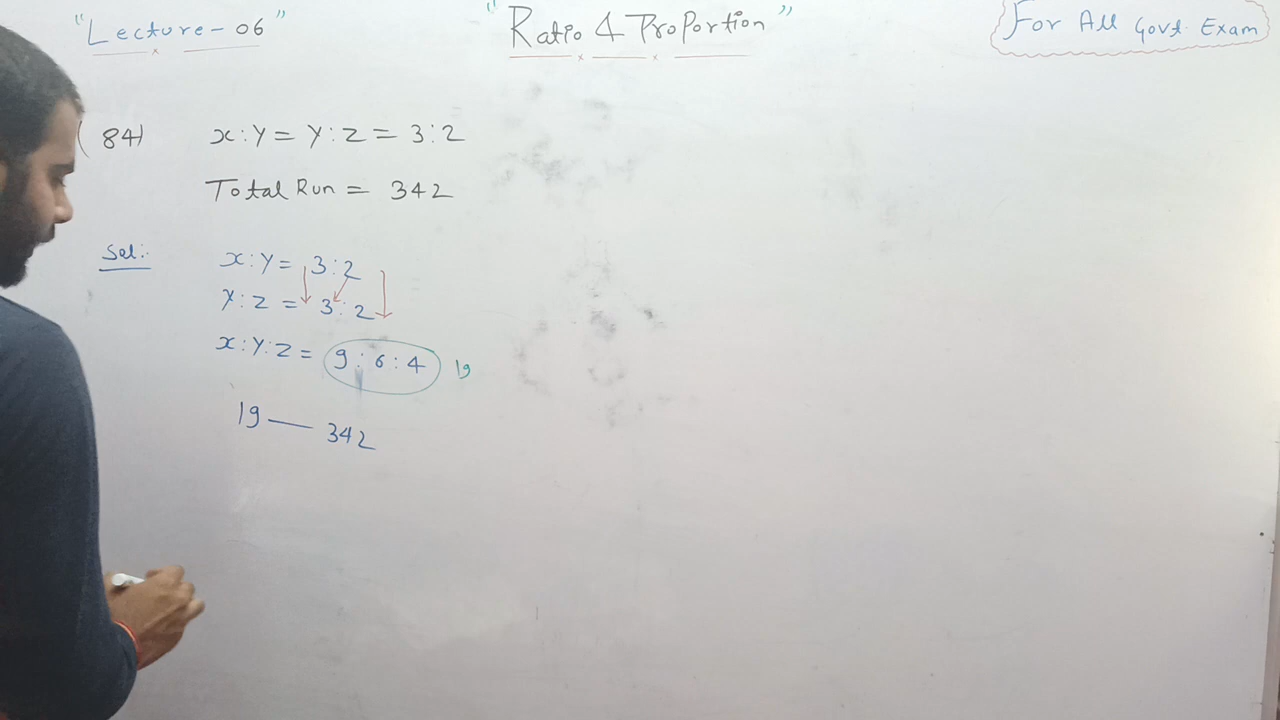 "Lecture-06"
"Ratio & Proportion"
For All Govt. Exam
(84) x:y = y:z = 3:2
Total Run = 342
Sol:-
x:y = 3:2
y:z = 3:2
x:y:z = 9:6:4 19
19 — 342